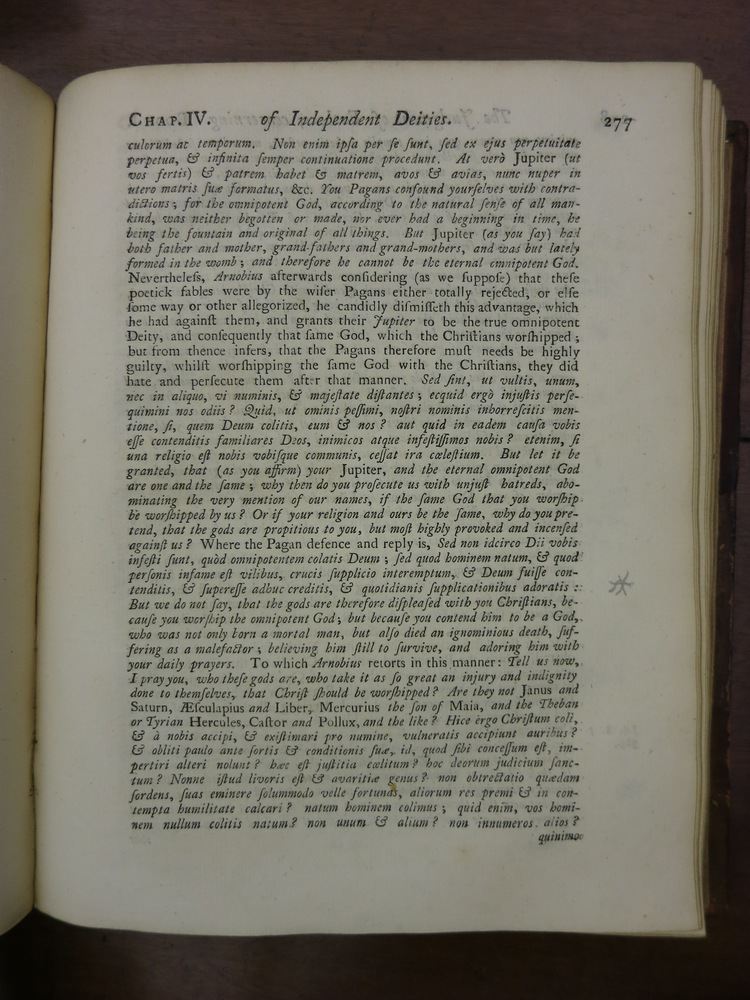 CHAP. IV. of Independent Deities. 277
culorum ac temporum. Non enim ipſa per ſe ſunt, ſed ex ejus perpetuitate
perpetua, & infinita ſemper continuatione procedunt. At verò Jupiter (ut
vos fertis) & patrem habet & matrem, avos & avias, nunc nuper in
utero matris ſuæ formatus, &c. You Pagans confound yourſelves with contra-
dictions; for the omnipotent God, according to the natural ſenſe of all man-
kind, was neither begotten or made, nor ever had a beginning in time, he
being the fountain and original of all things. But Jupiter (as you ſay) had
both father and mother, grand-fathers and grand-mothers, and was but lately
formed in the womb; and therefore he cannot be the eternal omnipotent God.
Nevertheleſs, Arnobius afterwards conſidering (as we ſuppoſe) that theſe
poetick fables were by the wiſer Pagans either totally rejected, or elſe
ſome way or other allegorized, he candidly diſmiſſeth this advantage, which
he had againſt them, and grants their Jupiter to be the true omnipotent
Deity, and conſequently that ſame God, which the Chriſtians worſhipped;
but from thence infers, that the Pagans therefore muſt needs be highly
guilty, whilſt worſhipping the ſame God with the Chriſtians, they did
hate and perſecute them after that manner. Sed ſint, ut vultis, unum,
nec in aliquo, vi numinis, & majeſtate diſtantes; ecquid ergò injuſtis perſe-
quimini nos odiis? Quid, ut ominis peſſimi, noſtri nominis inhorreſcitis men-
tione, ſi, quem Deum colitis, eum & nos? aut quid in eadem cauſa vobis
eſſe contenditis familiares Deos, inimicos atque infeſtiſſimos nobis? etenim, ſi
una religio eſt nobis vobiſque communis, ceſſat ira cœleſtium. But let it be
granted, that (as you affirm) your Jupiter, and the eternal omnipotent God
are one and the ſame; why then do you proſecute us with unjuſt hatreds, abo-
minating the very mention of our names, if the ſame God that you worſhip
be worſhipped by us? Or if your religion and ours be the ſame, why do you pre-
tend, that the gods are propitious to you, but moſt highly provoked and incenſed
againſt us? Where the Pagan defence and reply is, Sed non idcirco Dii vobis
infeſti ſunt, quòd omnipotentem colatis Deum; ſed quod hominem natum, & quod
perſonis infame eſt vilibus, crucis ſupplicio interemptum, & Deum fuiſſe con-
tenditis, & ſupereſſe adhuc creditis, & quotidianis ſupplicationibus adoratis:
But we do not ſay, that the gods are therefore diſpleaſed with you Chriſtians, be-
cauſe you worſhip the omnipotent God; but becauſe you contend him to be a God,
who was not only born a mortal man, but alſo died an ignominious death, ſuf-
fering as a malefactor; believing him ſtill to ſurvive, and adoring him with
your daily prayers. To which Arnobius retorts in this manner: Tell us now,
I pray you, who theſe gods are, who take it as ſo great an injury and indignity
done to themſelves, that Chriſt ſhould be worſhipped? Are they not Janus and
Saturn, Æſculapius and Liber, Mercurius the ſon of Maia, and the Theban
or Tyrian Hercules, Caſtor and Pollux, and the like? Hice ergo Chriſtum coli,
& à nobis accipi, & exiſtimari pro numine, vulneratis accipiunt auribus?
& obliti paulo ante ſortis & conditionis ſuæ, id, quod ſibi conceſſum eſt, im-
pertiri alteri nolunt? hæc eſt juſtitia cœlitum? hoc deorum judicium ſanc-
tum? Nonne iſtud livoris eſt & avaritiæ genus? non obtrectatio quædam
ſordens, ſuas eminere ſolummodo velle fortunas, aliorum res premi & in con-
tempta humilitate calcari? natum hominem colimus; quid enim, vos homi-
nem nullum colitis natum? non unum & alium? non innumeros alios?
quinimo